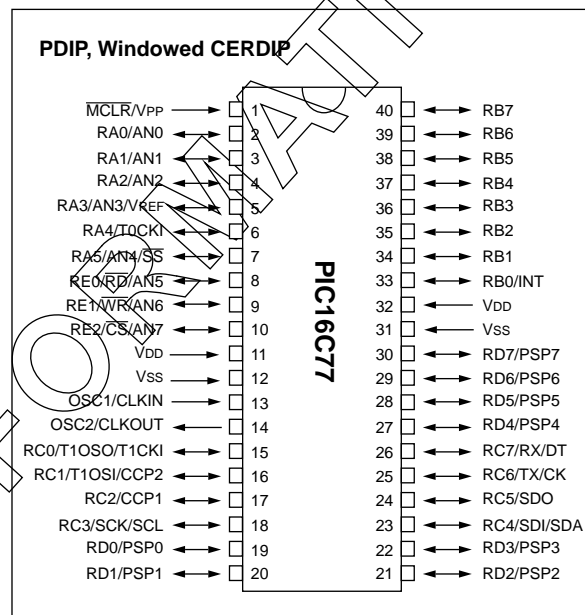 PDIP, Windowed CERDIP
MCLR/VPP 1 40 RB7
RA0/AN0 2 39 RB6
RA1/AN1 3 38 RB5
RA2/AN2 4 37 RB4
RA3/AN3/VREF 5 36 RB3
RA4/T0CKI 6 35 RB2
RA5/AN4/SS 7 34 RB1
RE0/RD/AN5 8 33 RB0/INT
RE1/WR/AN6 9 32 VDD
RE2/CS/AN7 10 31 VSS
VDD 11 30 RD7/PSP7
VSS 12 29 RD6/PSP6
OSC1/CLKIN 13 28 RD5/PSP5
OSC2/CLKOUT 14 27 RD4/PSP4
RC0/T1OSO/T1CKI 15 26 RC7/RX/DT
RC1/T1OSI/CCP2 16 25 RC6/TX/CK
RC2/CCP1 17 24 RC5/SDO
RC3/SCK/SCL 18 23 RC4/SDI/SDA
RD0/PSP0 19 22 RD3/PSP3
RD1/PSP1 20 21 RD2/PSP2
PIC16C77